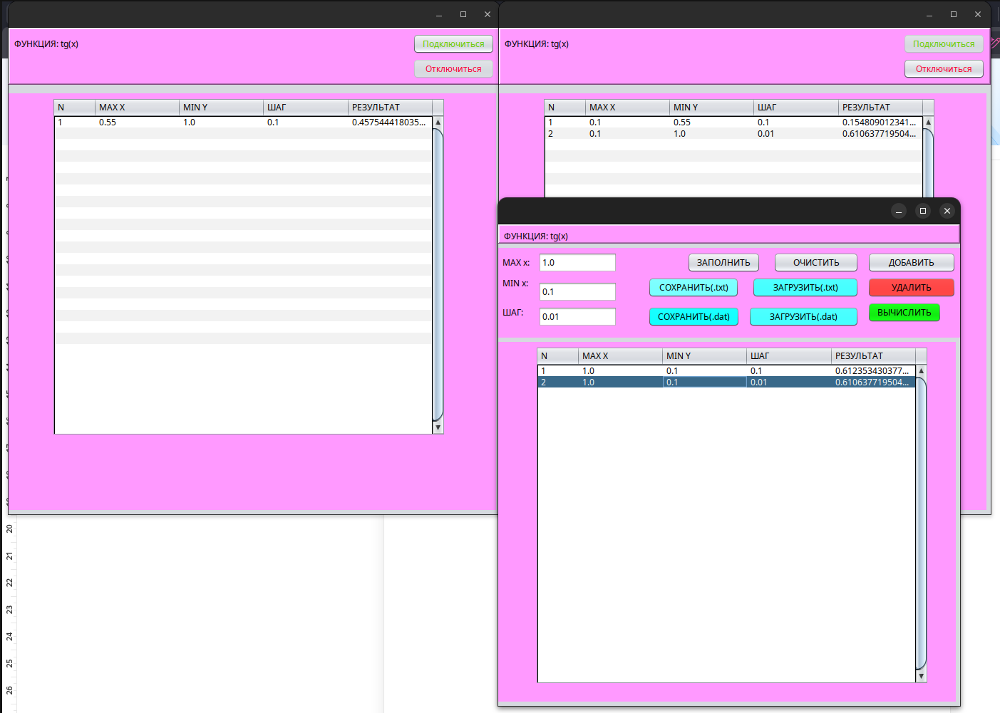 ФУНКЦИЯ: tg(x)
Подключиться
Отключиться
N MAX X MIN Y ШАГ РЕЗУЛЬТАТ
1 0.55 1.0 0.1 0.457544418035...
ФУНКЦИЯ: tg(x)
Подключиться
Отключиться
N MAX X MIN Y ШАГ РЕЗУЛЬТАТ
1 0.1 0.55 0.1 0.154809012341...
2 0.1 1.0 0.01 0.610637719504...
ФУНКЦИЯ: tg(x)
MAX x: 1.0 ЗАПОЛНИТЬ ОЧИСТИТЬ ДОБАВИТЬ
MIN x: 0.1 СОХРАНИТЬ(.txt) ЗАГРУЗИТЬ(.txt) УДАЛИТЬ
ШАГ: 0.01 СОХРАНИТЬ(.dat) ЗАГРУЗИТЬ(.dat) ВЫЧИСЛИТЬ
N MAX X MIN Y ШАГ РЕЗУЛЬТАТ
1 1.0 0.1 0.1 0.612353430377...
2 1.0 0.1 0.01 0.610637719504...
20
21
22
23
24
25
26